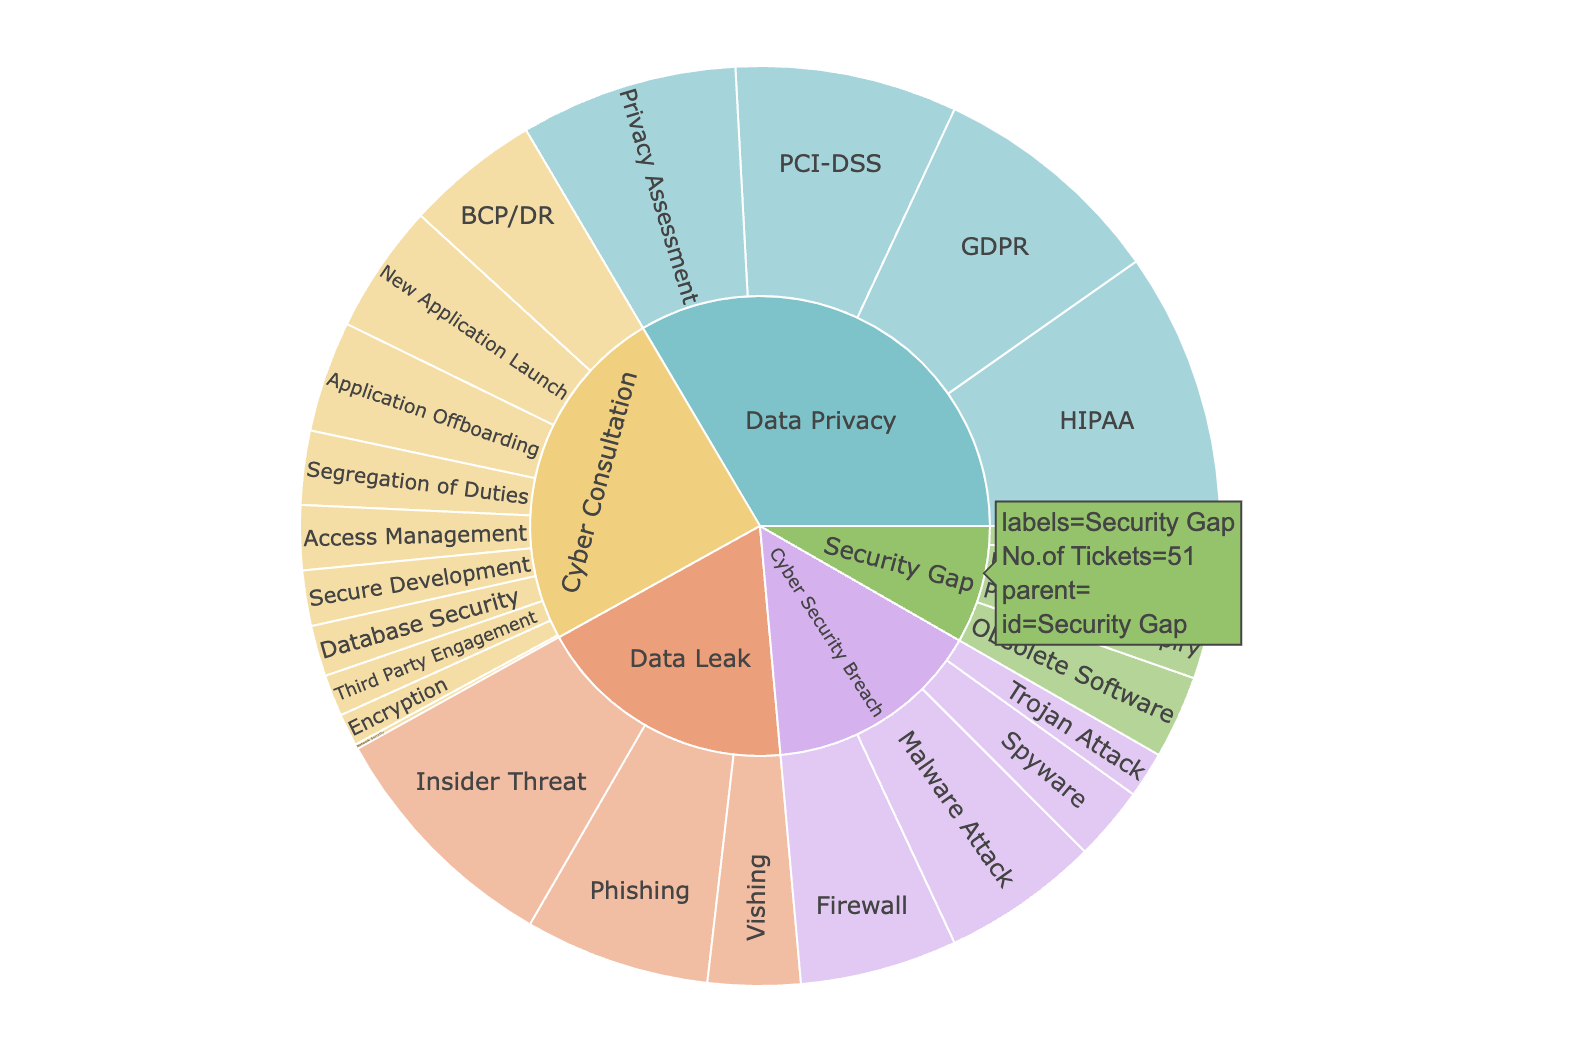 Privacy Assessment
PCI-DSS
GDPR
HIPAA
BCP/DR
New Application Launch
Application Offboarding
Segregation of Duties
Access Management
Secure Development
Database Security
Third Party Engagement
Encryption
Cyber Consultation
Data Privacy
Security Gap
Cyber Security Breach
Data Leak
labels=Security Gap
No.of Tickets=51
parent=
id=Security Gap
Obsolete Software
Trojan Attack
Spyware
Malware Attack
Firewall
Vishing
Phishing
Insider Threat